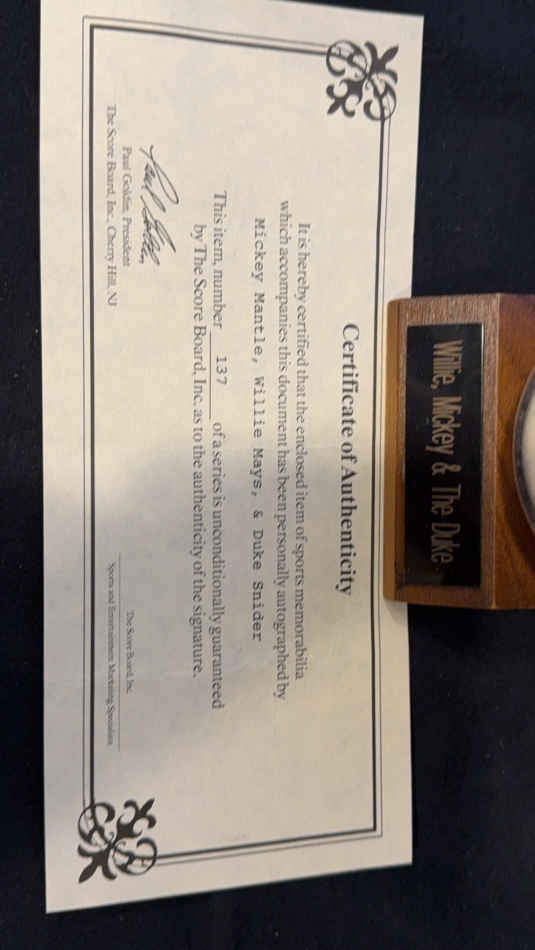 Certificate of Authenticity
It is hereby certified that the enclosed item of sports memorabilia
which accompanies this document has been personally autographed by
Mickey Mantle, Willie Mays, & Duke Snider
This item, number 137 of a series is unconditionally guaranteed
by The Score Board, Inc. as to the authenticity of the signature.
Paul Goldin, President
The Score Board, Inc., Cherry Hill, NJ
The Score Board, Inc.
Sports and Entertainment Marketing Specialists
Willie, Mickey & The Duke